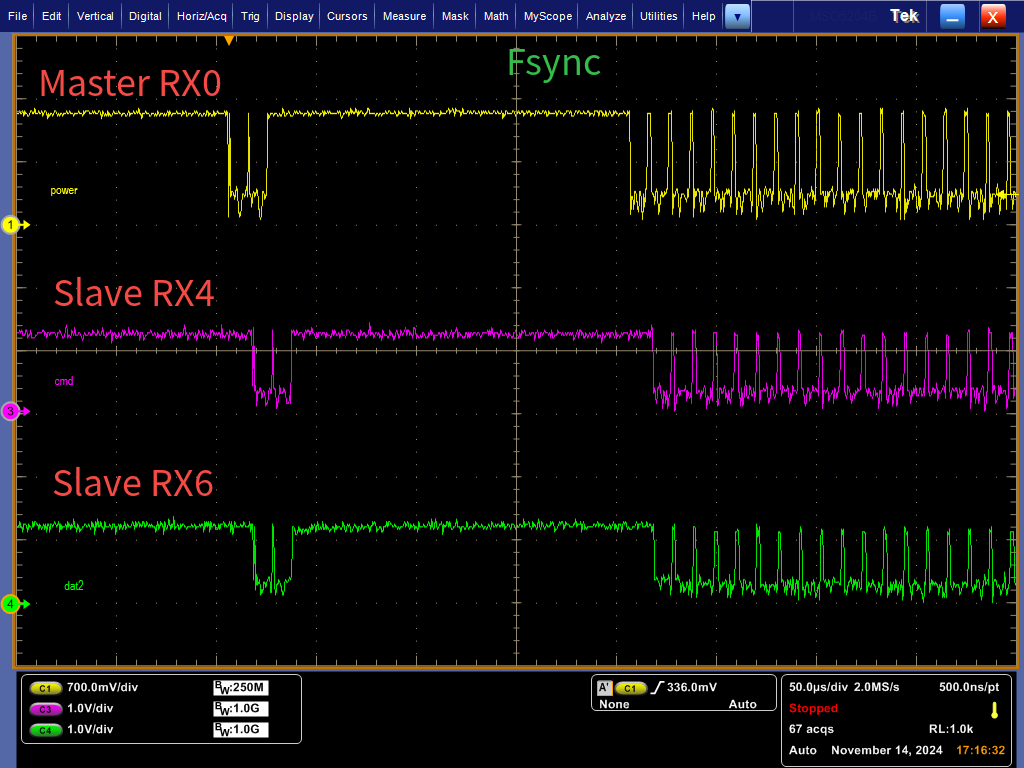 File Edit Vertical Digital Horiz/Acq Trig Display Cursors Measure Mask Math MyScope Analyze Utilities Help Tek X
Fsync
Master RX0
power
1
Slave RX4
cmd
3
Slave RX6
dat2
4
C1 700.0mV/div BW:250M
C3 1.0V/div BW:1.0G
C4 1.0V/div BW:1.0G
A' C1 336.0mV
None Auto
50.0µs/div 2.0MS/s 500.0ns/pt
Stopped
67 acqs RL:1.0k
Auto November 14, 2024 17:16:32